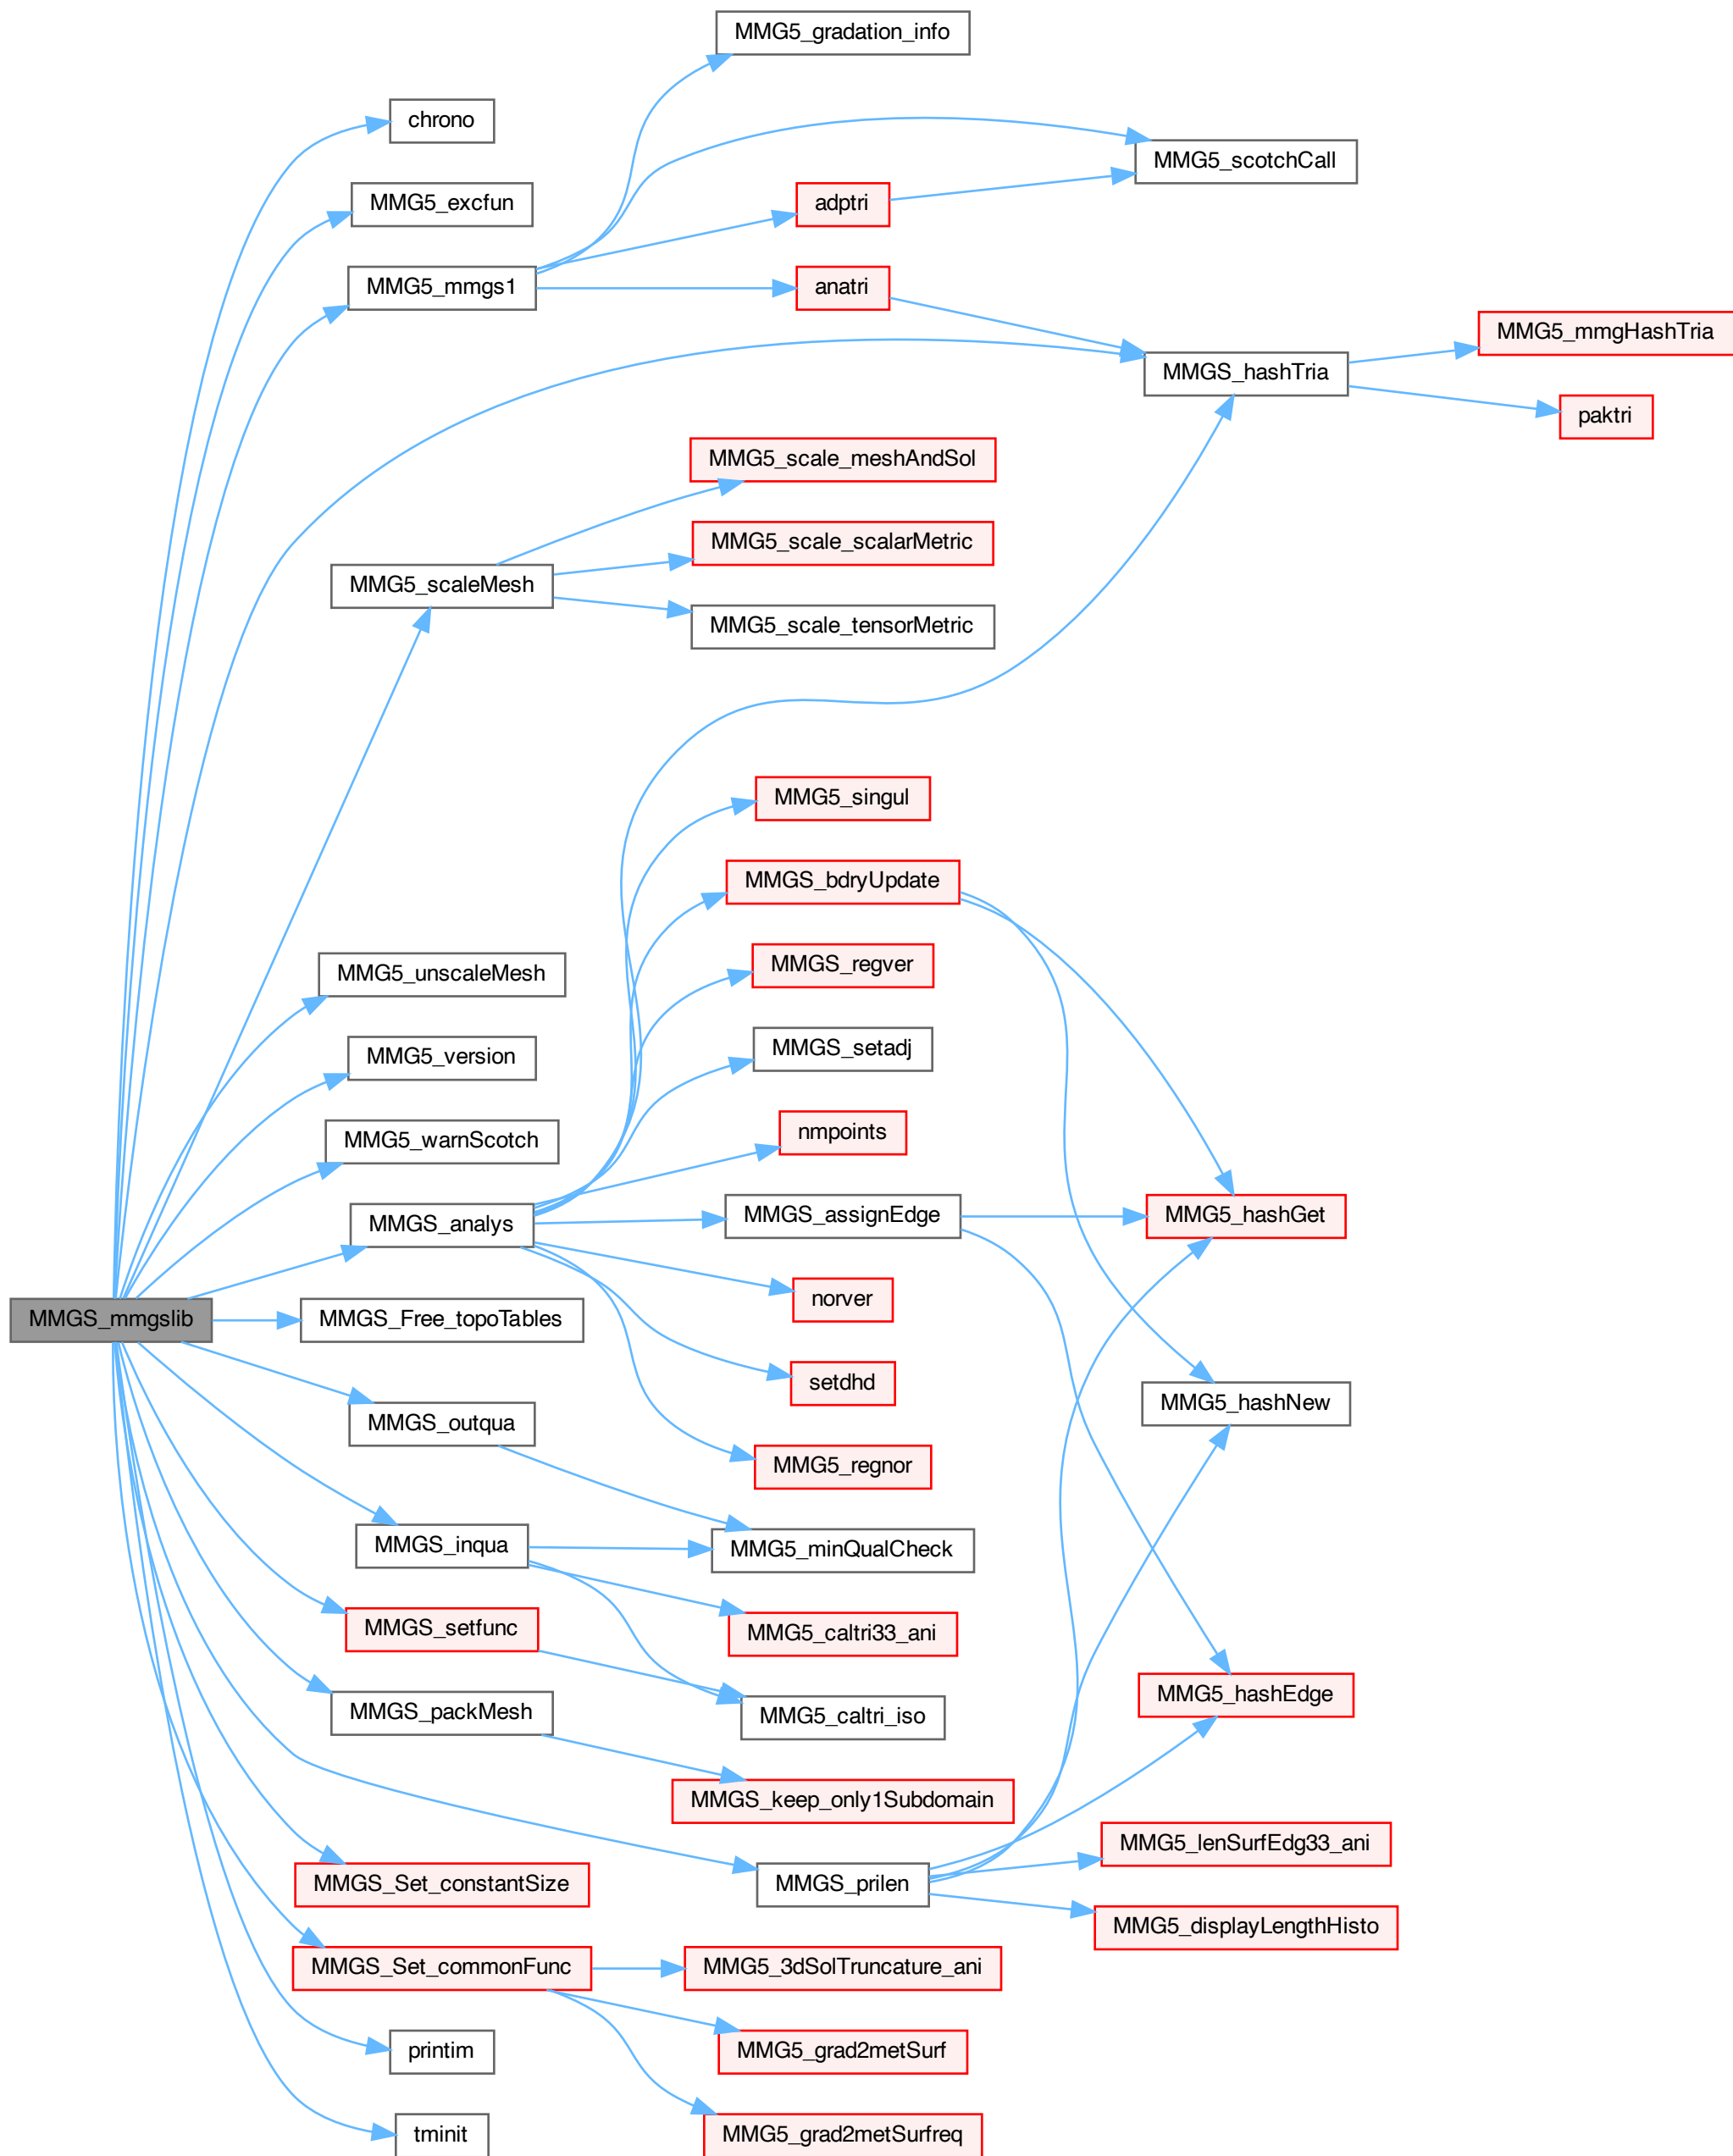 MMG5_gradation_info
chrono
MMG5_scotchCall
MMG5_excfun
adptri
MMG5_mmgs1
anatri
MMG5_mmgHashTria
MMGS_hashTria
paktri
MMG5_scale_meshAndSol
MMG5_scale_scalarMetric
MMG5_scaleMesh
MMG5_scale_tensorMetric
MMG5_singul
MMGS_bdryUpdate
MMGS_regver
MMG5_unscaleMesh
MMGS_setadj
MMG5_version
nmpoints
MMG5_warnScotch
MMGS_analys
MMGS_assignEdge
MMG5_hashGet
norver
MMGS_mmgslib
MMGS_Free_topoTables
setdhd
MMG5_hashNew
MMGS_outqua
MMG5_regnor
MMGS_inqua
MMG5_minQualCheck
MMGS_setfunc
MMG5_caltri33_ani
MMG5_hashEdge
MMGS_packMesh
MMG5_caltri_iso
MMGS_keep_only1Subdomain
MMG5_lenSurfEdg33_ani
MMGS_Set_constantSize
MMGS_prilen
MMG5_displayLengthHisto
MMGS_Set_commonFunc
MMG5_3dSolTruncature_ani
printim
MMG5_grad2metSurf
tminit
MMG5_grad2metSurfreq